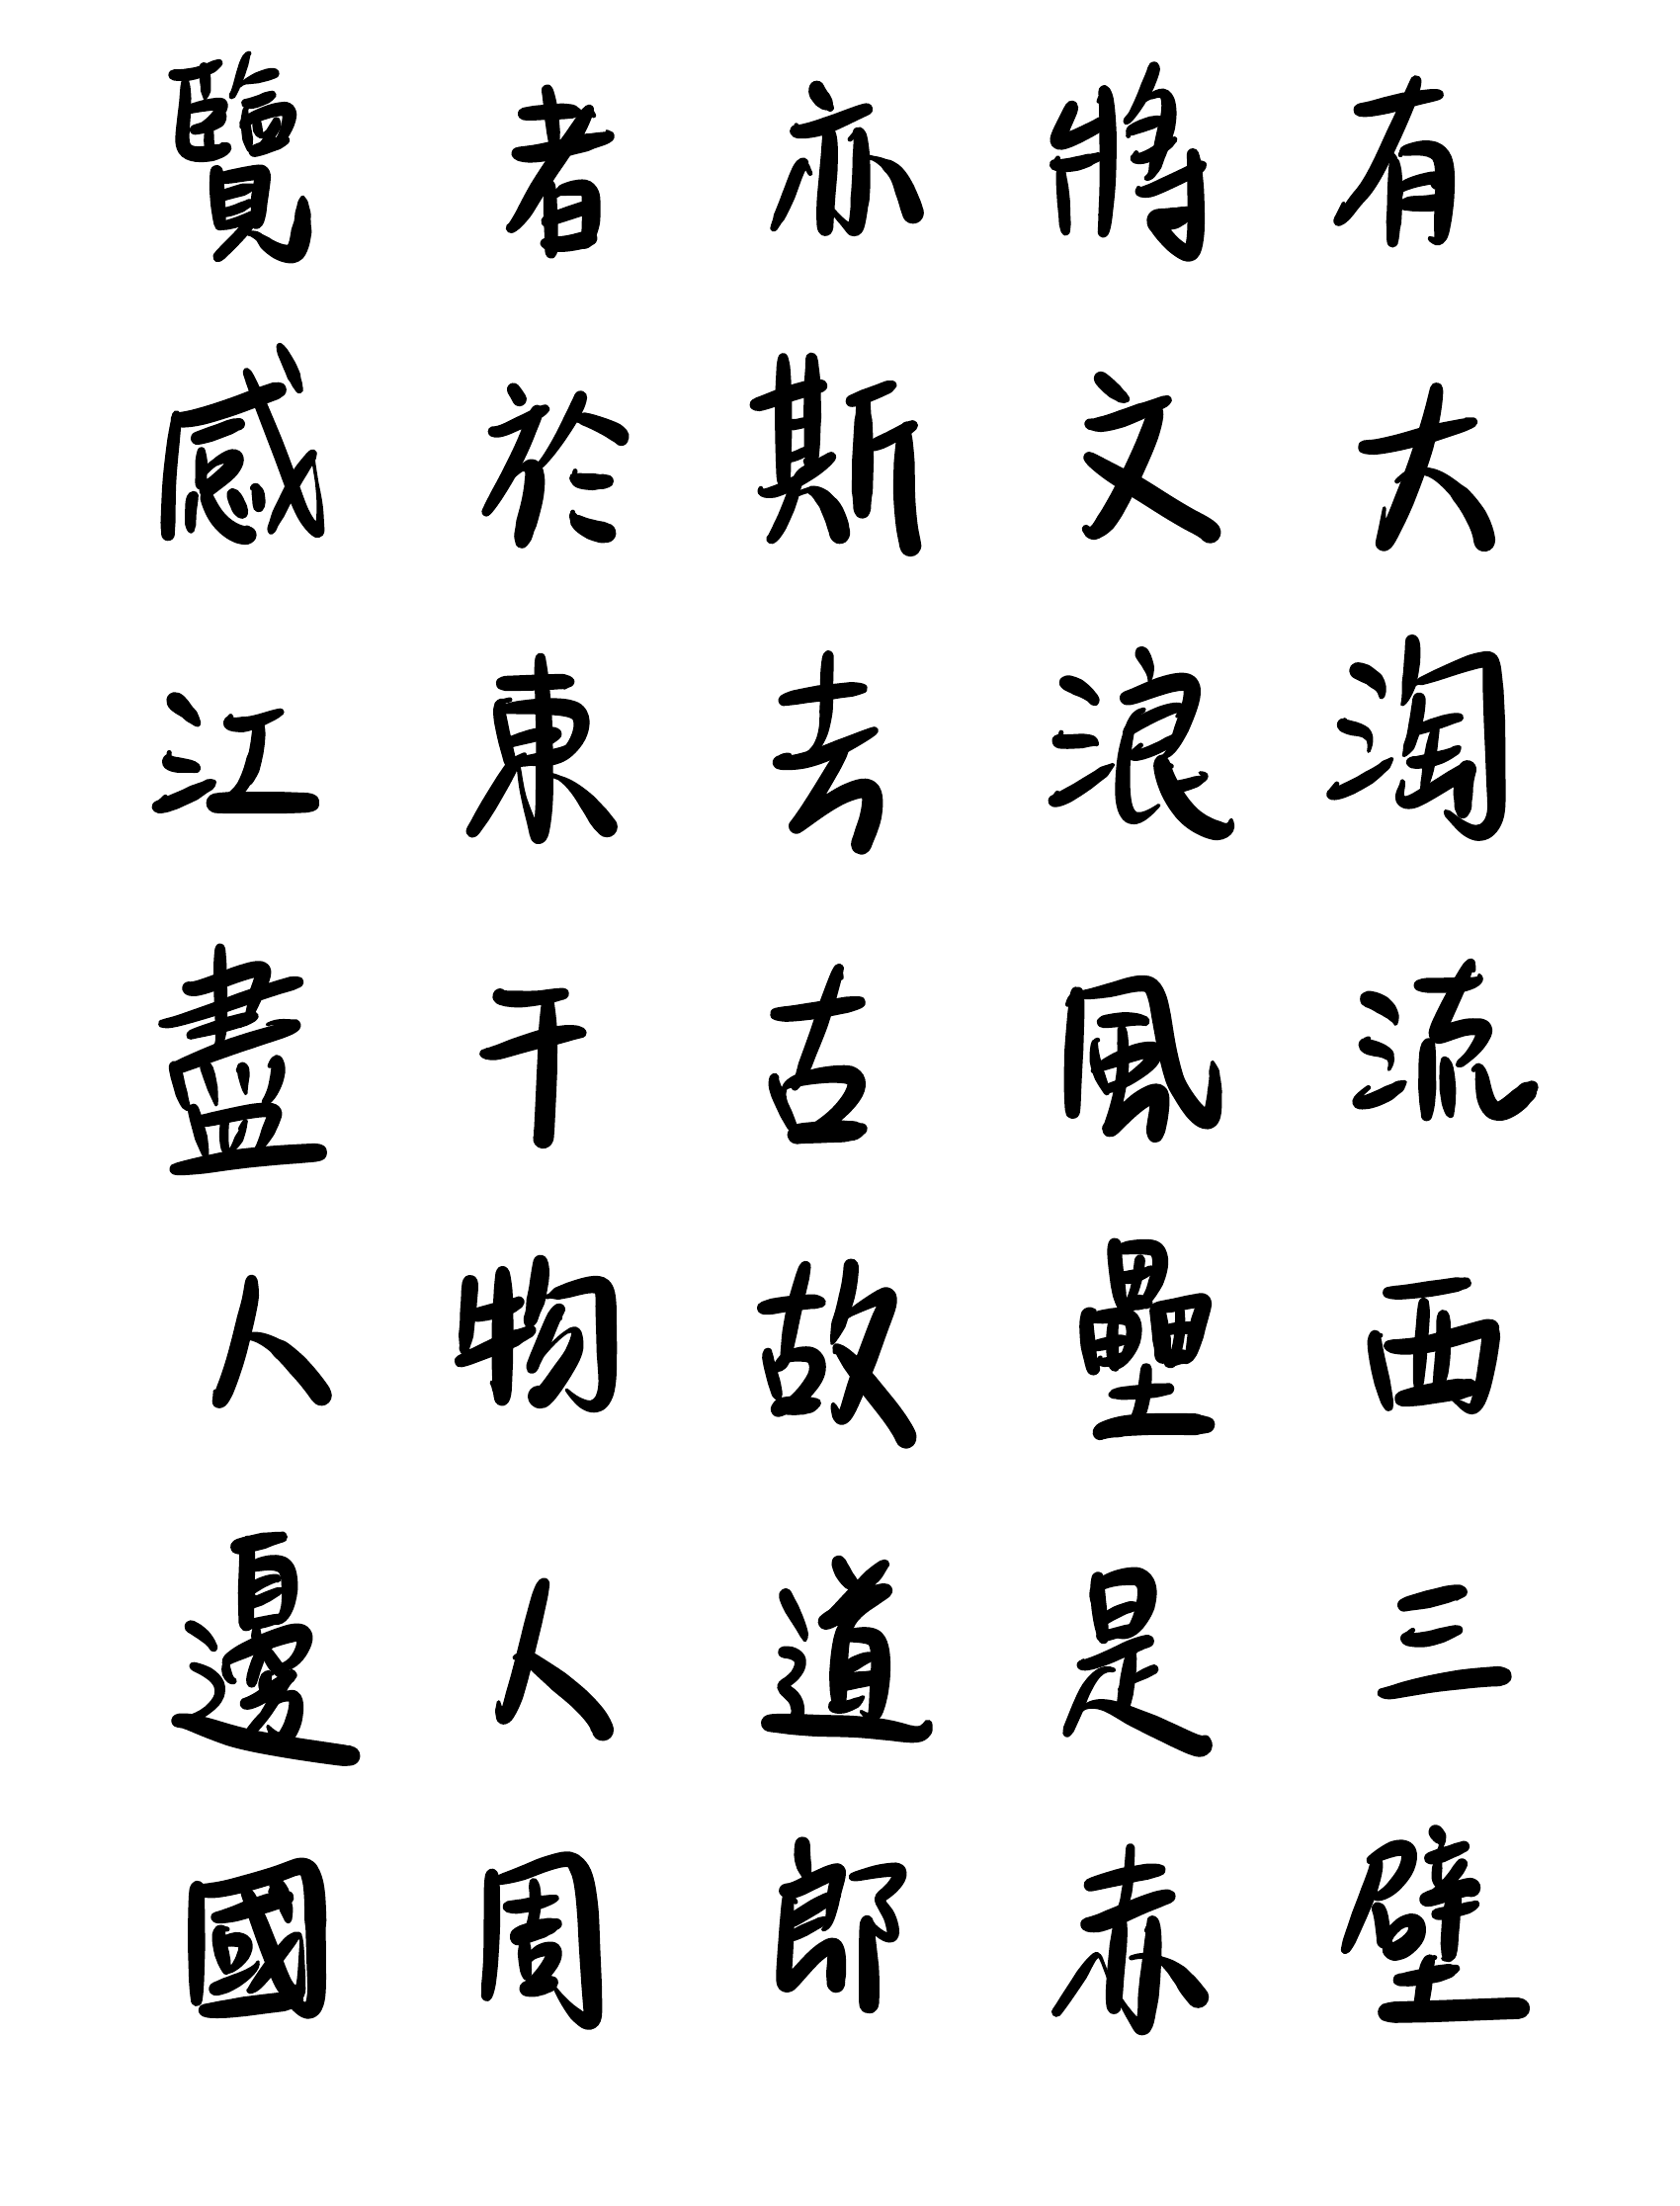 覽者亦將有
感於斯文大
江東去浪淘
盡千古風流
人物故壘西
邊人道是三
國周郎赤壁